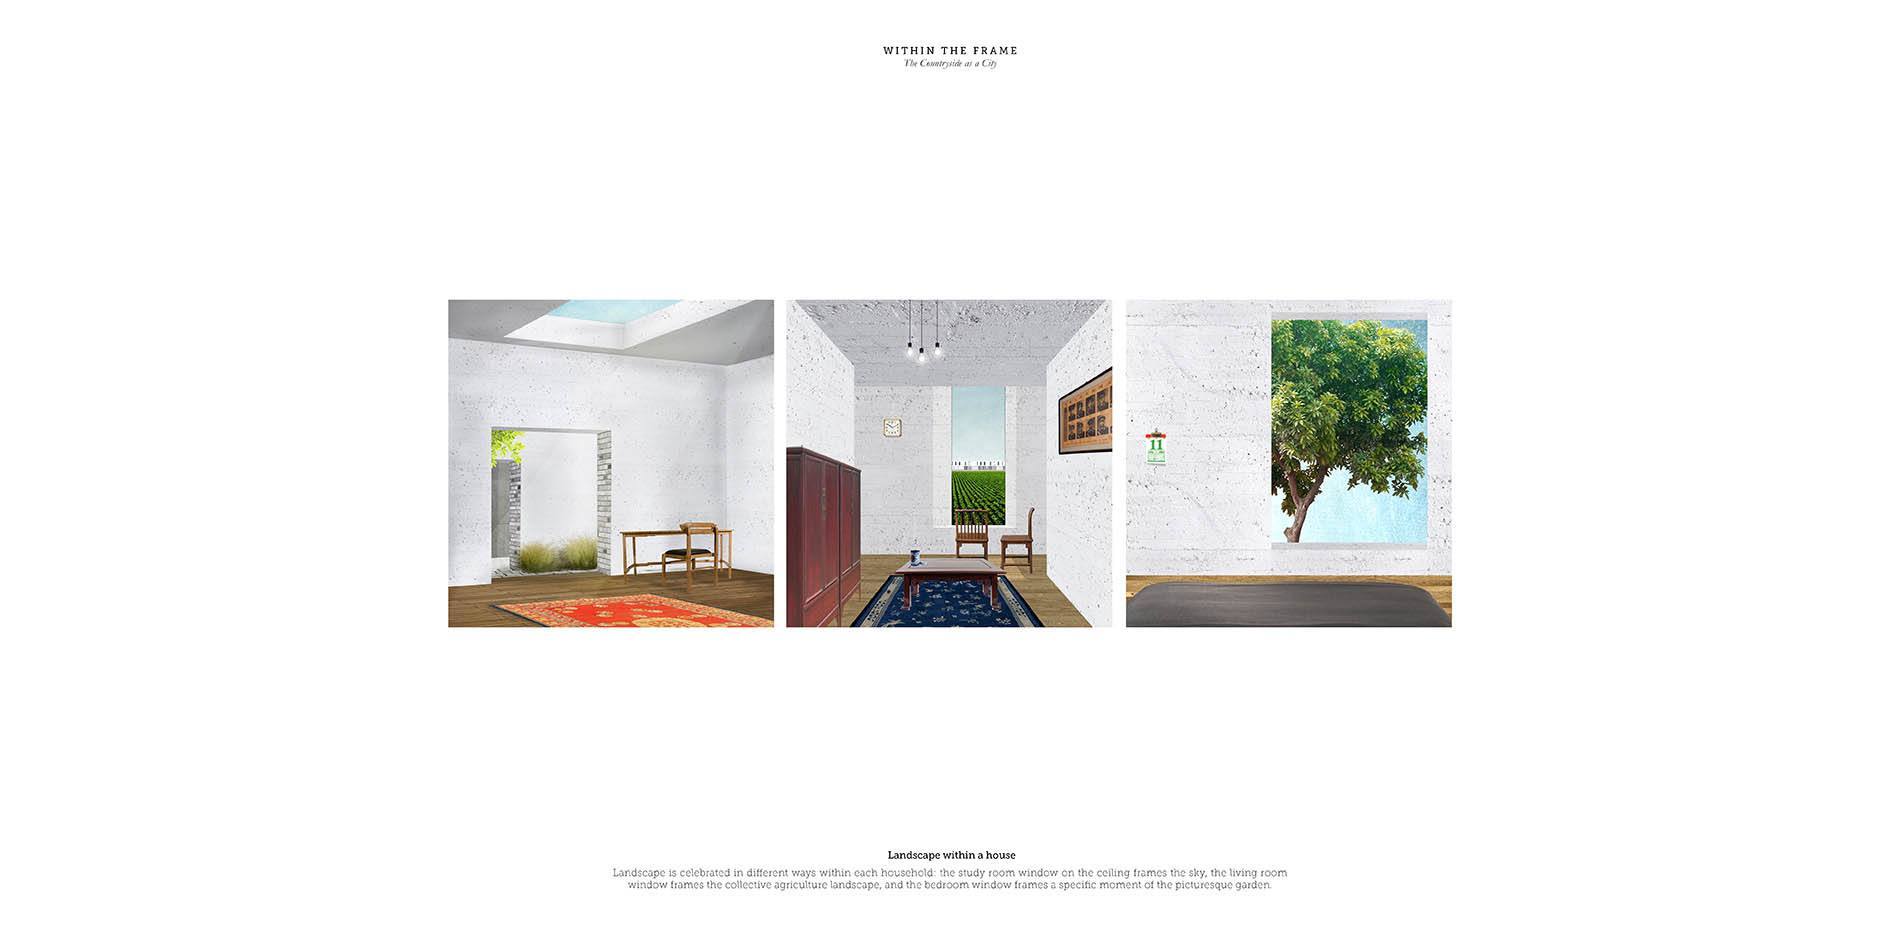 WITHIN THE FRAME
The Countryside as a City
11
Landscape within a house
Landscape is celebrated in different ways within each household: the study room window on the ceiling frames the sky, the living room
window frames the collective agriculture landscape, and the bedroom window frames a specific moment of the picturesque garden.